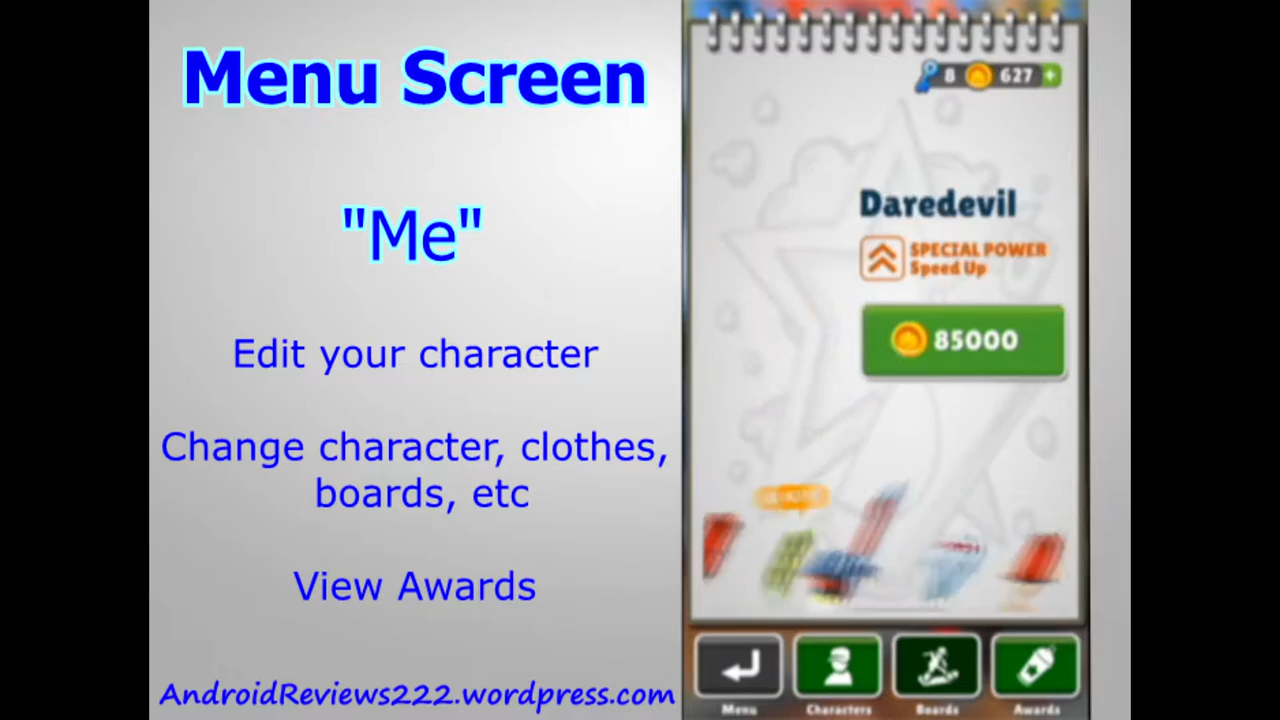 Menu Screen
"Me"
Edit your character
Change character, clothes,
boards, etc
View Awards
AndroidReviews222.wordpress.com
8 627 +
Daredevil
SPECIAL POWER
Speed Up
85000
Menu Characters Boards Awards